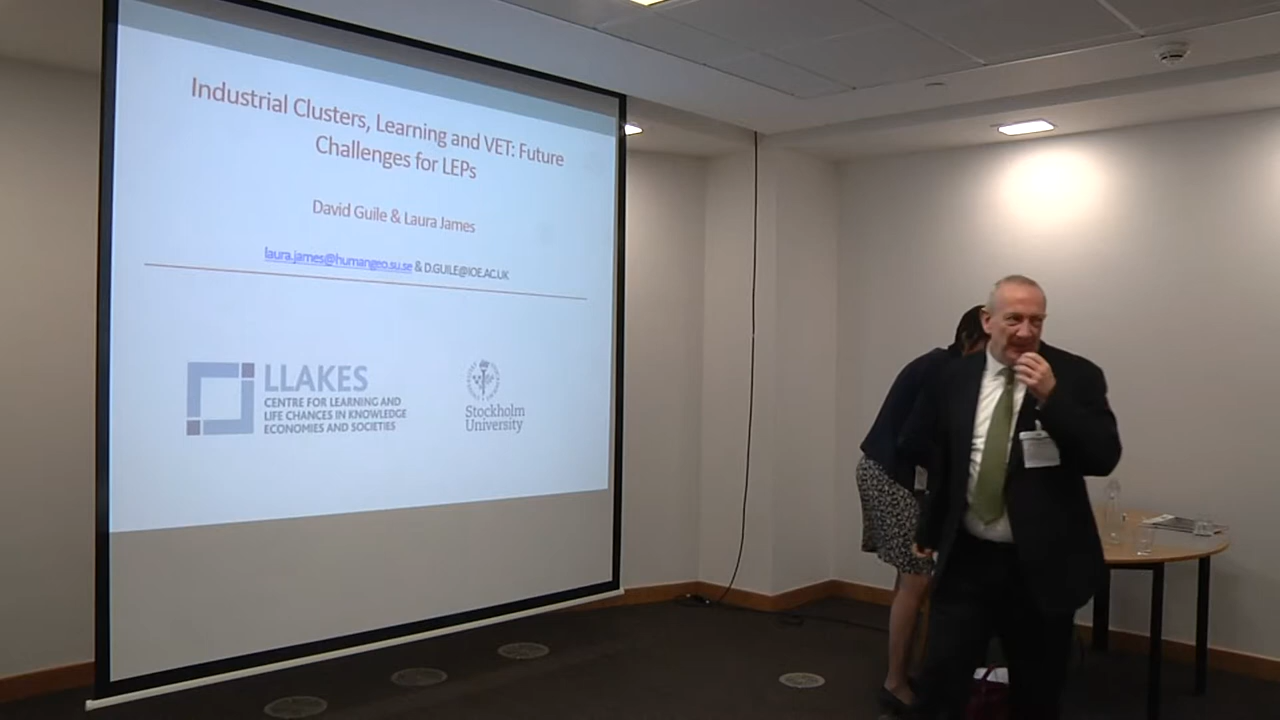 Industrial Clusters, Learning and VET: Future
Challenges for LEPs
David Guile & Laura James
laura.james@humangeo.su.se & D.GUILE@IOE.AC.UK
LLAKES
CENTRE FOR LEARNING AND
LIFE CHANCES IN KNOWLEDGE
ECONOMIES AND SOCIETIES
Stockholm
University